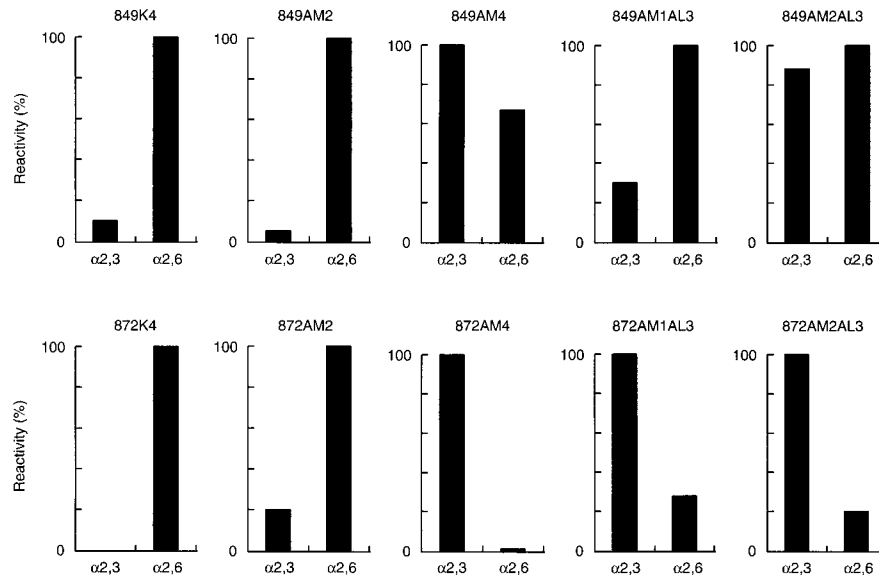 849K4 849AM2 849AM4 849AM1AL3 849AM2AL3
Reactivity (%)
100 100 100 100 100
0 0 0 0 0
α2,3 α2,6 α2,3 α2,6 α2,3 α2,6 α2,3 α2,6 α2,3 α2,6
872K4 872AM2 872AM4 872AM1AL3 872AM2AL3
Reactivity (%)
100 100 100 100 100
0 0 0 0 0
α2,3 α2,6 α2,3 α2,6 α2,3 α2,6 α2,3 α2,6 α2,3 α2,6